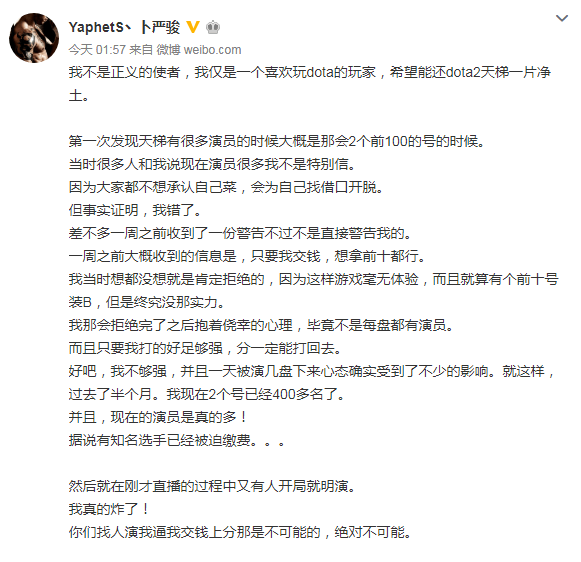 YaphetS丶卜严骏
今天 01:57 来自 微博 weibo.com
我不是正义的使者，我仅是一个喜欢玩dota的玩家，希望能还dota2天梯一片净
土。
第一次发现天梯有很多演员的时候大概是那会2个前100的号的时候。
当时很多人和我说现在演员很多我不是特别信。
因为大家都不想承认自己菜，会为自己找借口开脱。
但事实证明，我错了。
差不多一周之前收到了一份警告不过不是直接警告我的。
一周之前大概收到的信息是，只要我交钱，想拿前十都行。
我当时想都没想就是肯定拒绝的，因为这样游戏毫无体验，而且就算有个前十号
装B，但是终究没那实力。
我那会拒绝完了之后抱着侥幸的心理，毕竟不是每盘都有演员。
而且只要我打的好足够强，分一定能打回去。
好吧，我不够强，并且一天被演几盘下来心态确实受到了不少的影响。就这样，
过去了半个月。我现在2个号已经400多名了。
并且，现在的演员是真的多！
据说有知名选手已经被追缴费。。。
然后就在刚才直播的过程中又有人开局就明演。
我真的炸了！
你们找人演我逼我交钱上分那是不可能的，绝对不可能。